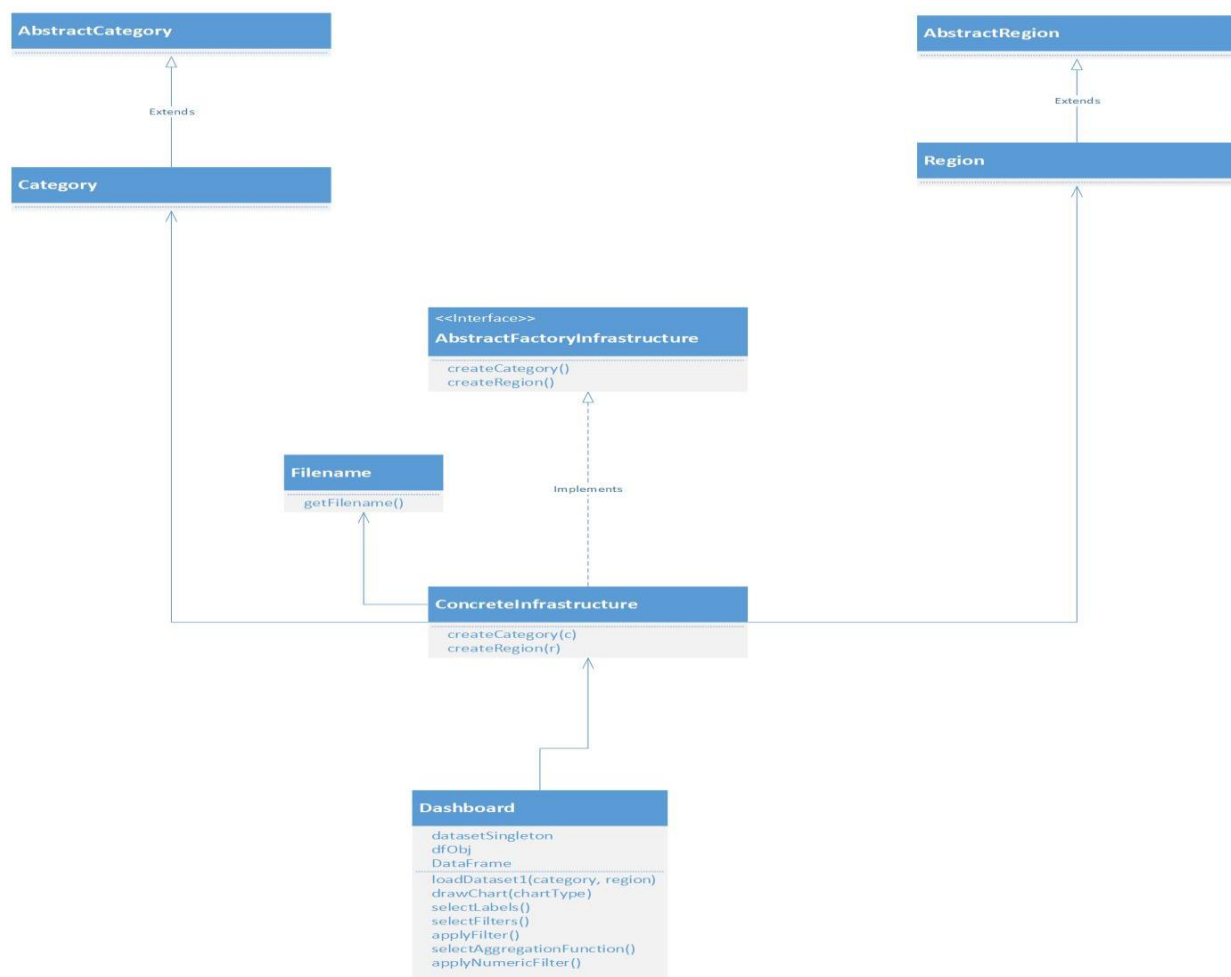 AbstractCategory
AbstractRegion
Extends
Extends
Category
Region
<<Interface>>
AbstractFactoryInfrastructure
createCategory()
createRegion()
Filename
getFilename()
Implements
ConcreteInfrastructure
createCategory(c)
createRegion(r)
Dashboard
datasetSingleton
dfObj
DataFrame
loadDataset1(category, region)
drawChart(chartType)
selectLabels()
selectFilters()
applyFilter()
selectAggregationFunction()
applyNumericFilter()